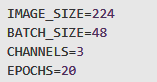 IMAGE_SIZE=224
BATCH_SIZE=48
CHANNELS=3
EPOCHS=20